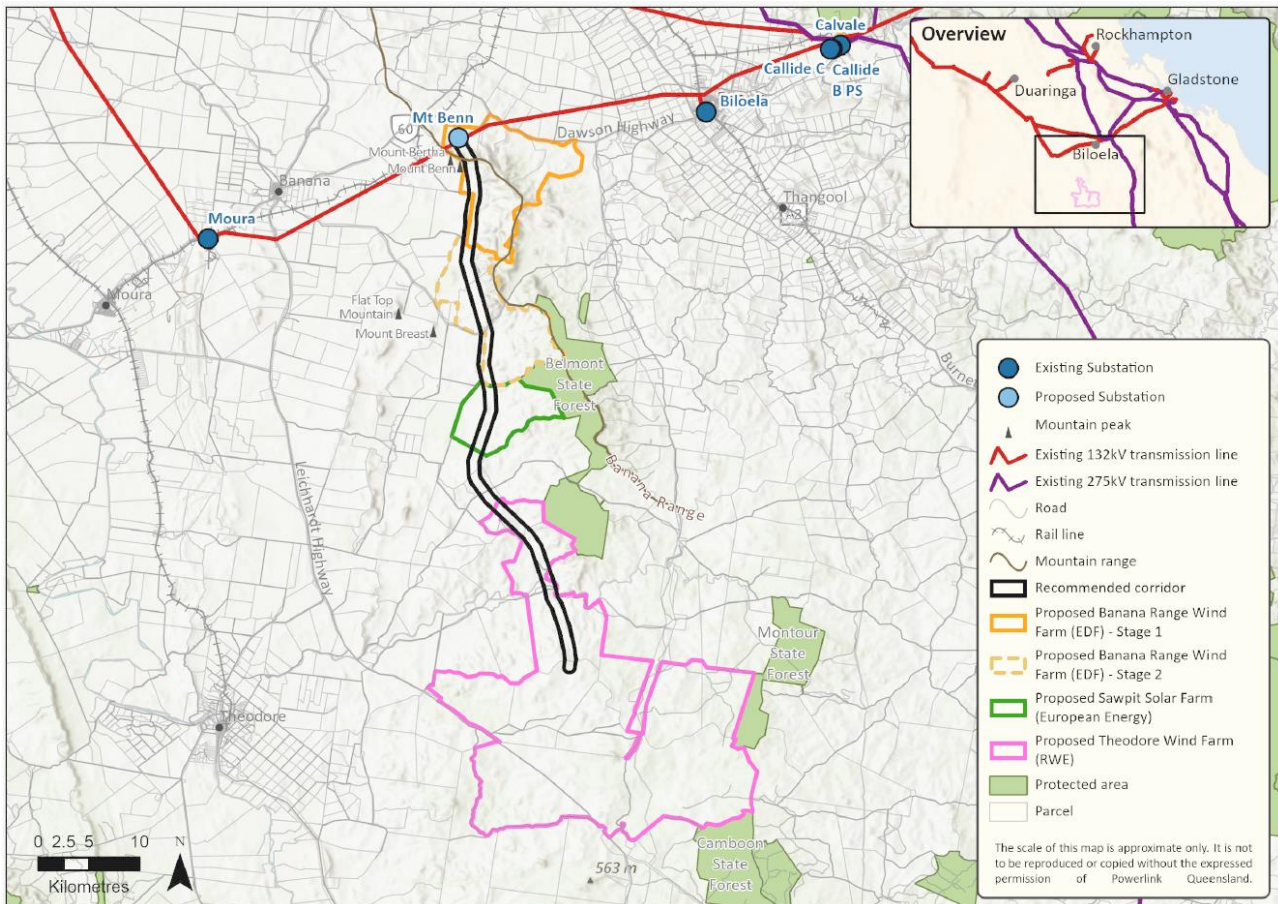 Calvale
Callide C
Callide
B PS
Biloela
Mt Benn
Dawson Highway
60
Mount Bertha
Mount Benn
Banana
Moura
Moura
Thangool
A3
Flat Top
Mountain
Mount Breast
Burne
Belmont
State
Forest
Leichhardt Highway
Banana Range
Montour
State
Forest
Theodore
Camboon
State
Forest
563 m
0 2.5 5 10
Kilometres
N
Overview
Rockhampton
Gladstone
Duaringa
Biloela
Existing Substation
Proposed Substation
Mountain peak
Existing 132kV transmission line
Existing 275kV transmission line
Road
Rail line
Mountain range
Recommended corridor
Proposed Banana Range Wind
Farm (EDF) - Stage 1
Proposed Banana Range Wind
Farm (EDF) - Stage 2
Proposed Sawpit Solar Farm
(European Energy)
Proposed Theodore Wind Farm
(RWE)
Protected area
Parcel
The scale of this map is approximate only. It is not
to be reproduced or copied without the expressed
permission of Powerlink Queensland.